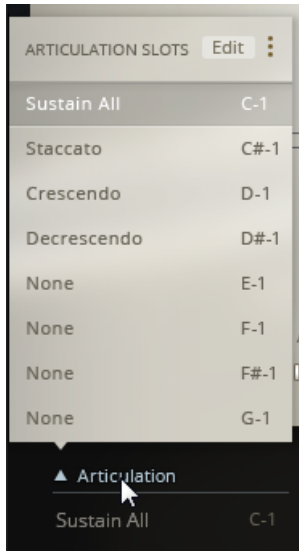 ARTICULATION SLOTS Edit
Sustain All C-1
Staccato C#-1
Crescendo D-1
Decrescendo D#-1
None E-1
None F-1
None F#-1
None G-1
Articulation
Sustain All C-1